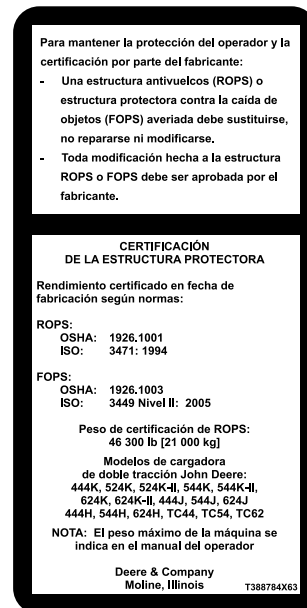 Para mantener la protección del operador y la
certificación por parte del fabricante:
- Una estructura antivuelcos (ROPS) o
estructura protectora contra la caída de
objetos (FOPS) averiada debe sustituirse,
no repararse ni modificarse.
- Toda modificación hecha a la estructura
ROPS o FOPS debe ser aprobada por el
fabricante.
CERTIFICACIÓN
DE LA ESTRUCTURA PROTECTORA
Rendimiento certificado en fecha de
fabricación según normas:
ROPS:
OSHA: 1926.1001
ISO: 3471: 1994
FOPS:
OSHA: 1926.1003
ISO: 3449 Nivel II: 2005
Peso de certificación de ROPS:
46 300 lb [21 000 kg]
Modelos de cargadora
de doble tracción John Deere:
444K, 524K, 524K-II, 544K, 544K-II,
624K, 624K-II, 444J, 544J, 624J
444H, 544H, 624H, TC44, TC54, TC62
NOTA: El peso máximo de la máquina se
indica en el manual del operador
Deere & Company
Moline, Illinois T388784X63